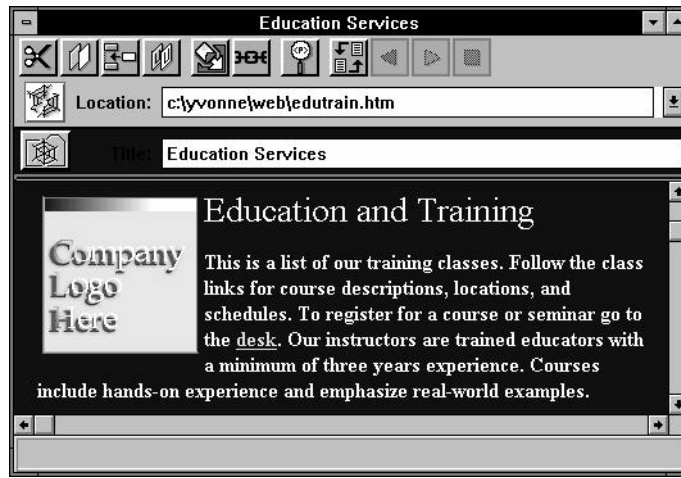 Education Services
<P>
Location: c:\yvonne\web\edutrain.htm
Title: Education Services
Company
Logo
Here
Education and Training
This is a list of our training classes. Follow the class
links for course descriptions, locations, and
schedules. To register for a course or seminar go to
the desk. Our instructors are trained educators with
a minimum of three years experience. Courses
include hands-on experience and emphasize real-world examples.